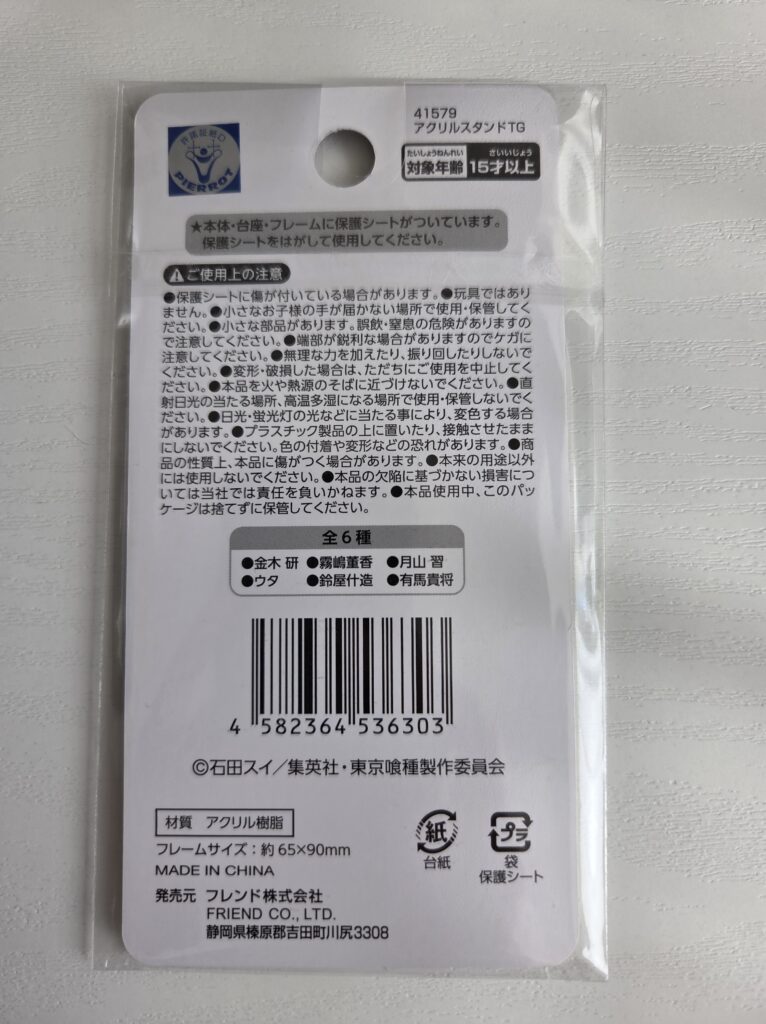 41579
アクリルスタンドTG
許諾証紙
PIERROT
たいしょうねんれい さいいじょう
対象年齢 15才以上
★本体・台座・フレームに保護シートがついています。
保護シートをはがして使用してください。
ご使用上の注意
●保護シートに傷が付いている場合があります。●玩具ではあり
ません。●小さなお子様の手が届かない場所で使用・保管してく
ださい。●小さな部品があります。誤飲・窒息の危険がありますの
で注意してください。●端部が鋭利な場合がありますのでケガに
注意してください。●無理な力を加えたり、振り回したりしないで
ください。●変形・破損した場合は、ただちにご使用を中止してく
ださい。●本品を火や熱源のそばに近づけないでください。●直
射日光の当たる場所、高温多湿になる場所で使用・保管しないでく
ださい。●日光・蛍光灯の光などに当たる事により、変色する場合
があります。●プラスチック製品の上に置いたり、接触させたまま
にしないでください。色の付着や変形などの恐れがあります。●商
品の性質上、本品に傷がつく場合があります。●本来の用途以外
には使用しないでください。●本品の欠陥に基づかない損害につ
いては当社では責任を負いかねます。●本品使用中、このパッ
ケージは捨てずに保管してください。
全6種
●金木 研 ●霧嶋董香 ●月山 習
●ウタ ●鈴屋什造 ●有馬貴将
4 582364 536303
©石田スイ/集英社・東京喰種製作委員会
材質 アクリル樹脂
フレームサイズ:約65×90mm
MADE IN CHINA
紙
台紙
プラ
袋
保護シート
発売元 フレンド株式会社
FRIEND CO., LTD.
静岡県榛原郡吉田町川尻3308